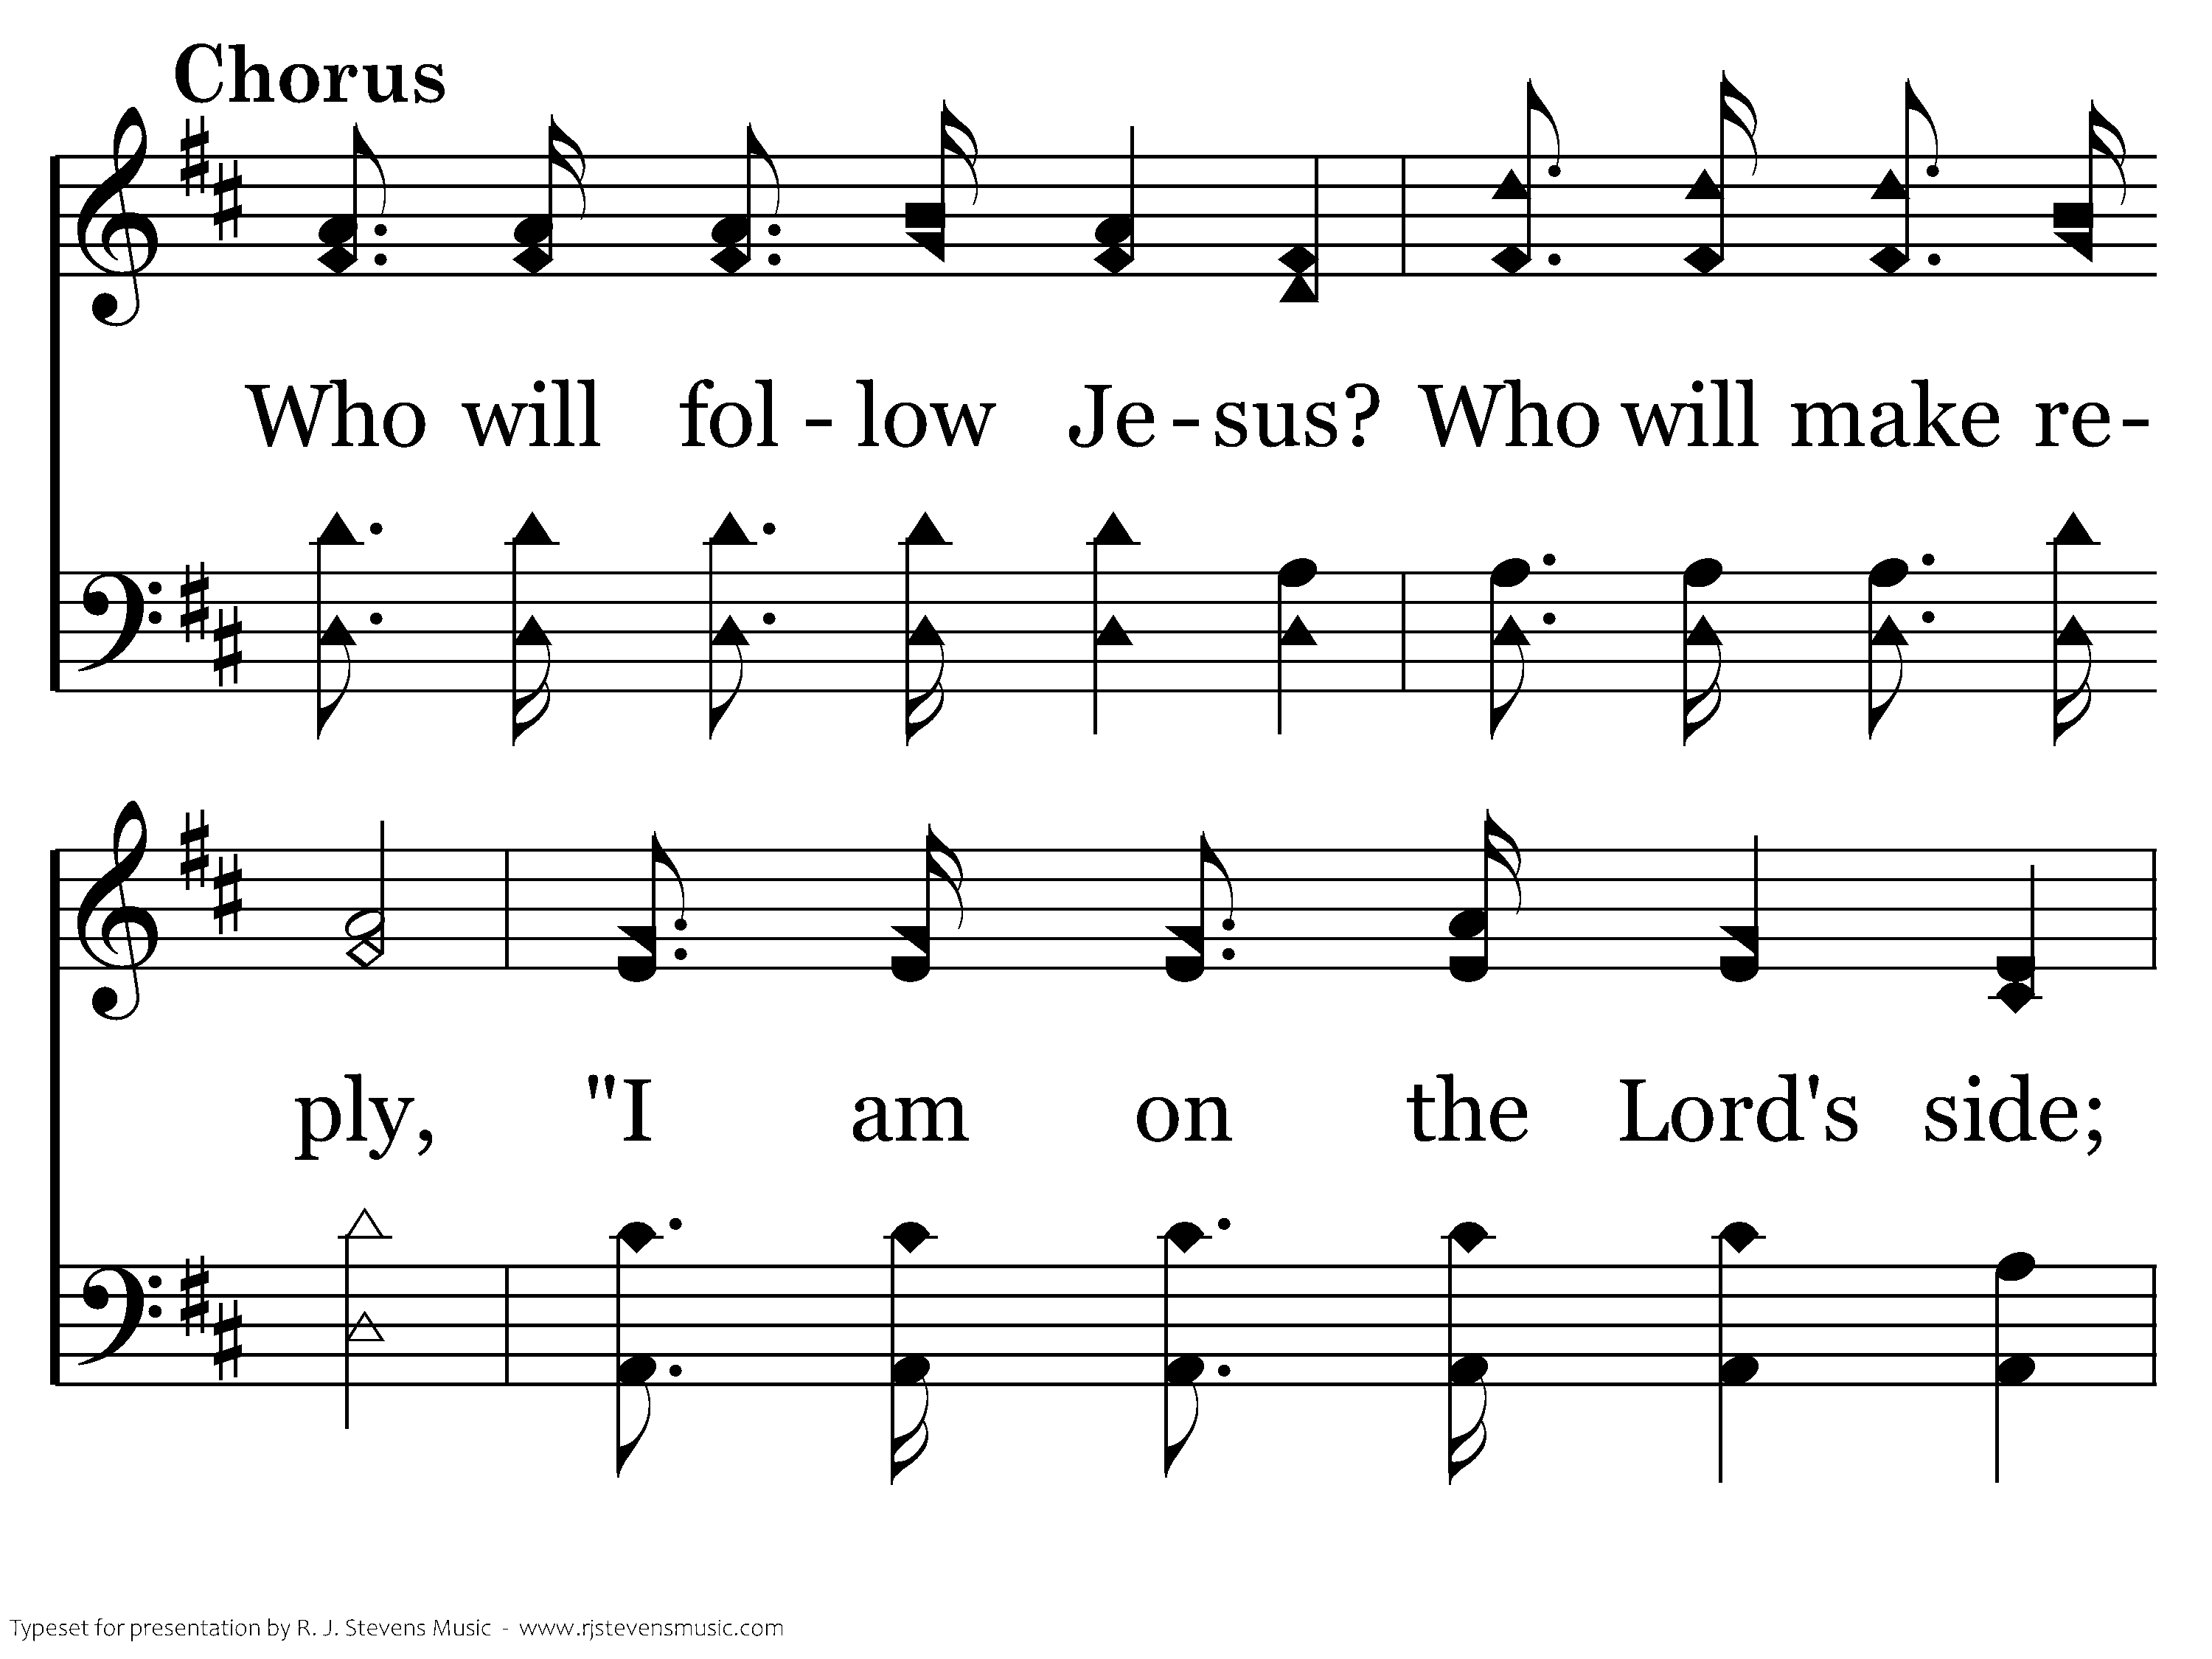 Chorus
Who will fol - low Je - sus? Who will make re-
ply, "I am on the Lord's side;
Typeset for presentation by R. J. Stevens Music - www.rjstevensmusic.com